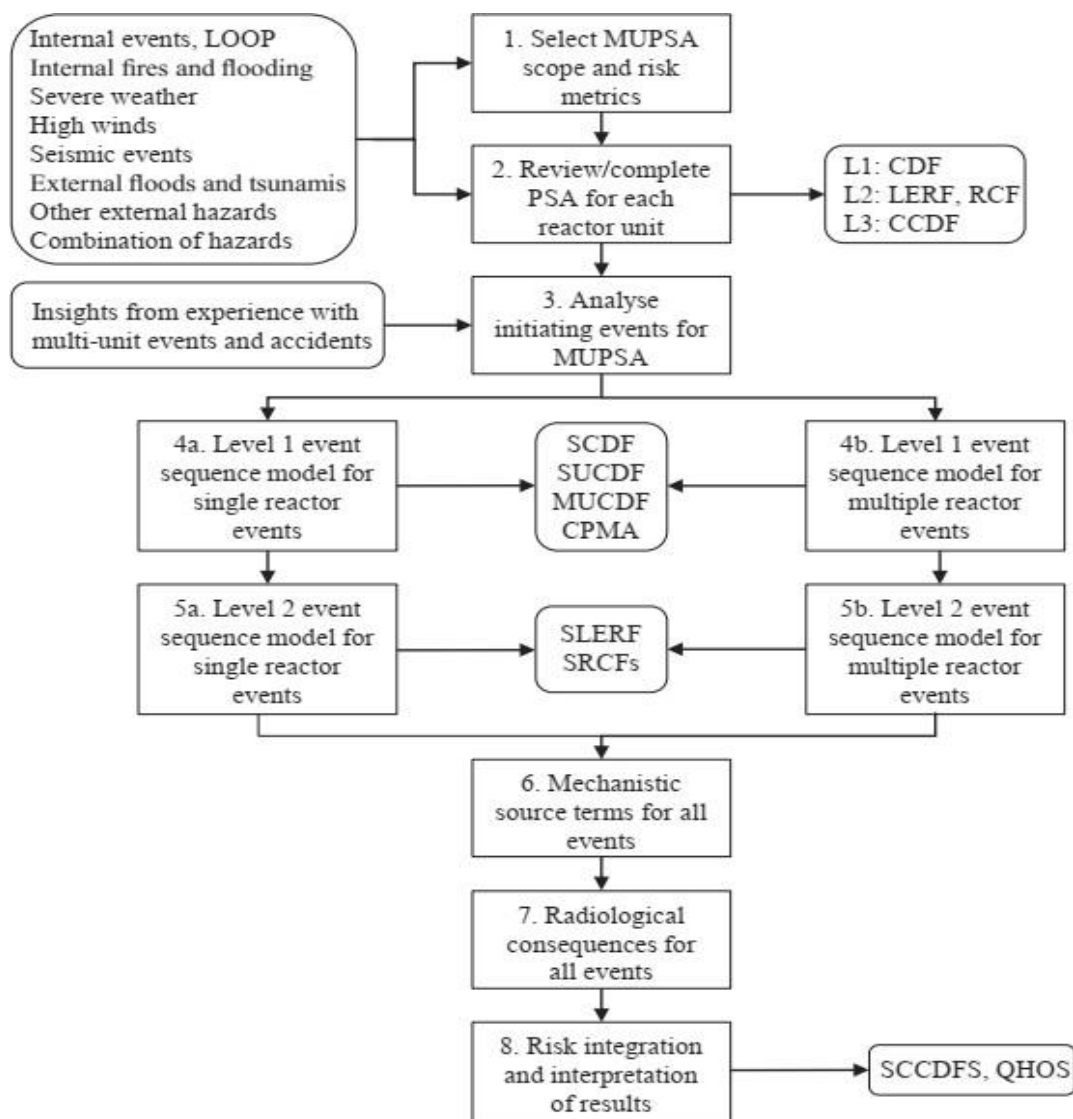 Internal events, LOOP
Internal fires and flooding
Severe weather
High winds
Seismic events
External floods and tsunamis
Other external hazards
Combination of hazards
1. Select MUPSA
scope and risk
metrics
2. Review/complete
PSA for each
reactor unit
L1: CDF
L2: LERF, RCF
L3: CCDF
Insights from experience with
multi-unit events and accidents
3. Analyse
initiating events for
MUPSA
4a. Level 1 event
sequence model for
single reactor
events
SCDF
SUCDF
MUCDF
CPMA
4b. Level 1 event
sequence model for
multiple reactor
events
5a. Level 2 event
sequence model for
single reactor
events
SLERF
SRCFs
5b. Level 2 event
sequence model for
multiple reactor
events
6. Mechanistic
source terms for all
events
7. Radiological
consequences for
all events
8. Risk integration
and interpretation
of results
SCCDFS, QHOS